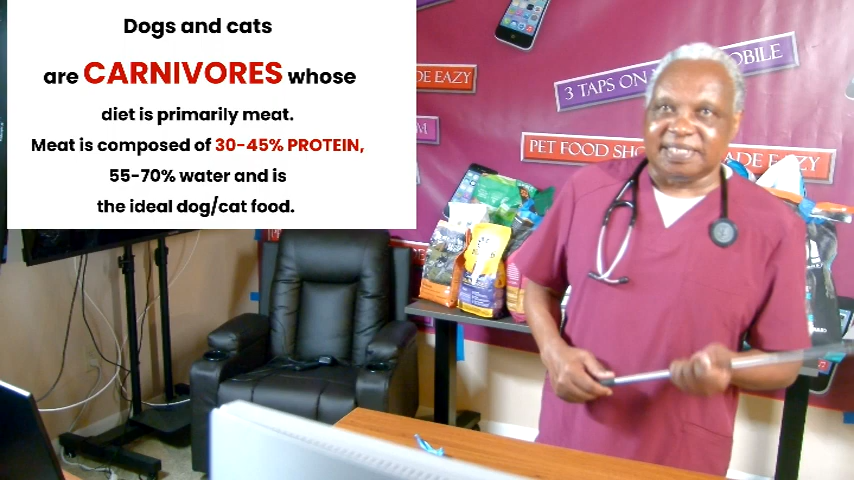 Dogs and cats
are CARNIVORES whose
diet is primarily meat.
Meat is composed of 30-45% PROTEIN,
55-70% water and is
the ideal dog/cat food.
DE EAZY
3 TAPS ON
OBILE
M
PET FOOD SHO
ADE EAZY